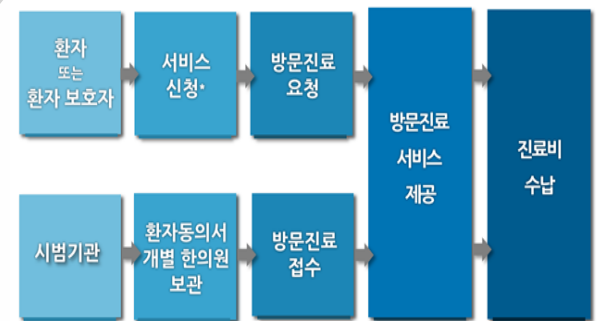 환자
또는
환자 보호자
서비스
신청*
방문진료
요청
시범기관
환자동의서
개별 한의원
보관
방문진료
접수
방문진료
서비스
제공
진료비
수납